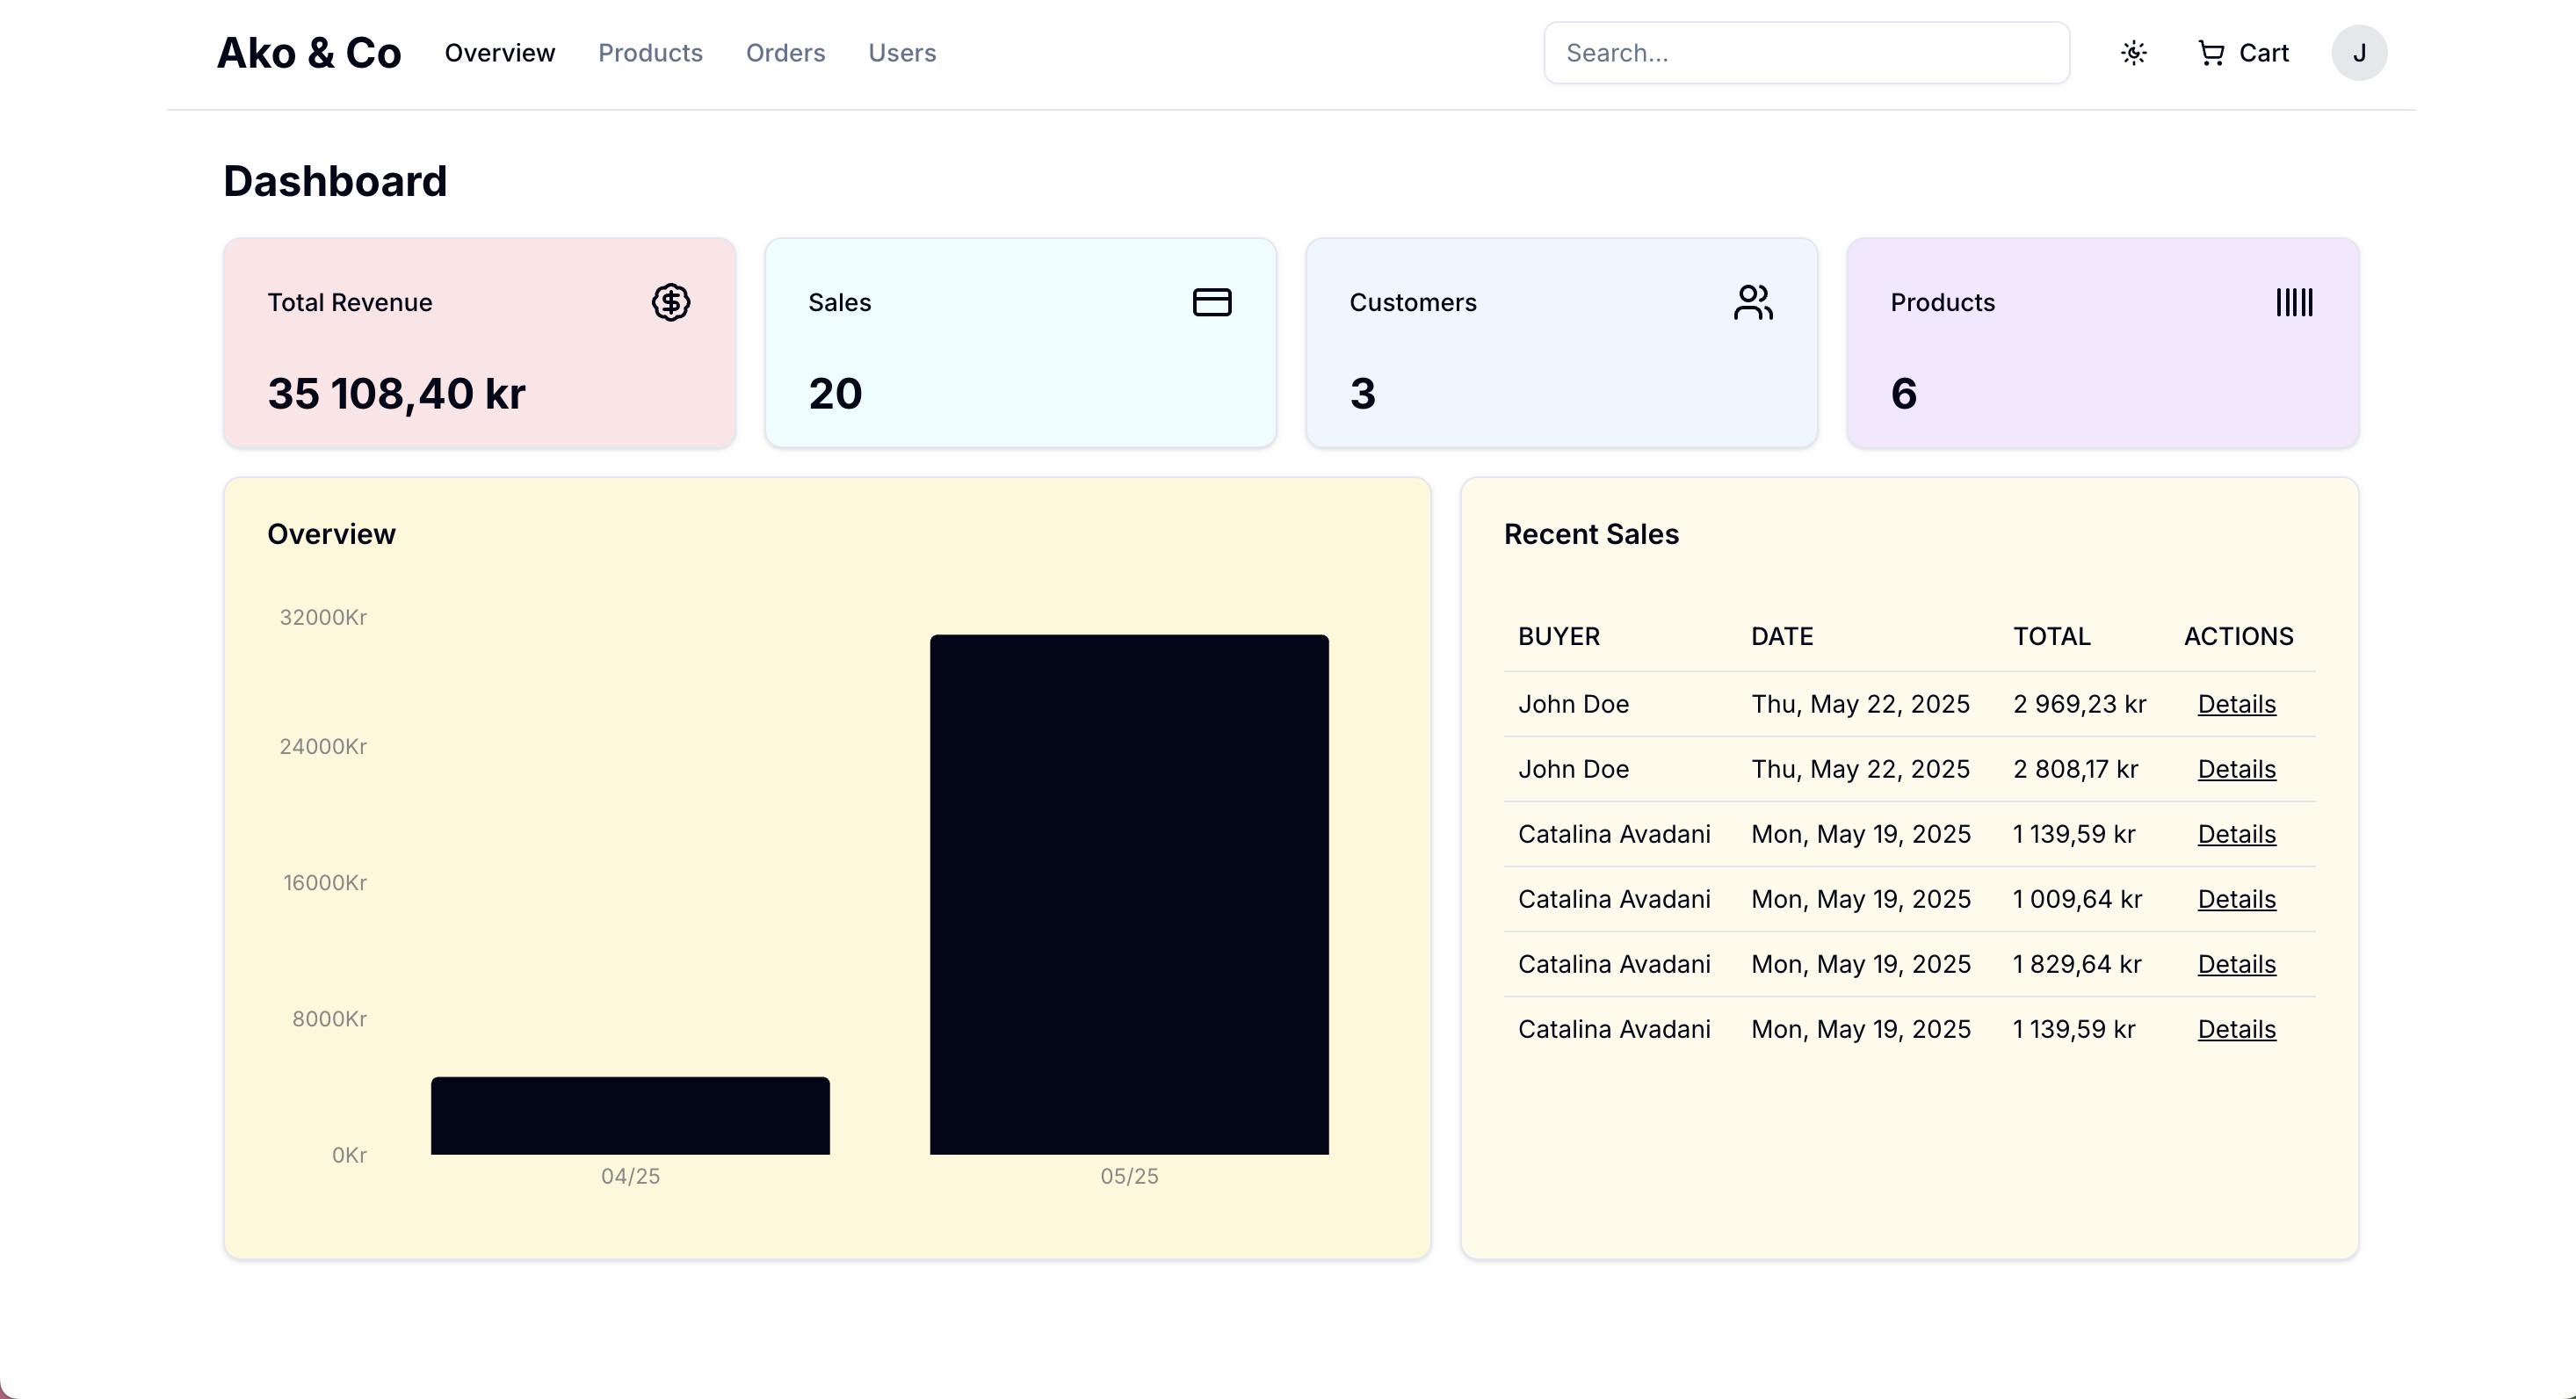 Ako & Co Overview Products Orders Users Search... Cart J
Dashboard
Total Revenue
35 108,40 kr
Sales
20
Customers
3
Products
6
Overview
32000Kr
24000Kr
16000Kr
8000Kr
0Kr
04/25 05/25
Recent Sales
BUYER DATE TOTAL ACTIONS
John Doe Thu, May 22, 2025 2 969,23 kr Details
John Doe Thu, May 22, 2025 2 808,17 kr Details
Catalina Avadani Mon, May 19, 2025 1 139,59 kr Details
Catalina Avadani Mon, May 19, 2025 1 009,64 kr Details
Catalina Avadani Mon, May 19, 2025 1 829,64 kr Details
Catalina Avadani Mon, May 19, 2025 1 139,59 kr Details